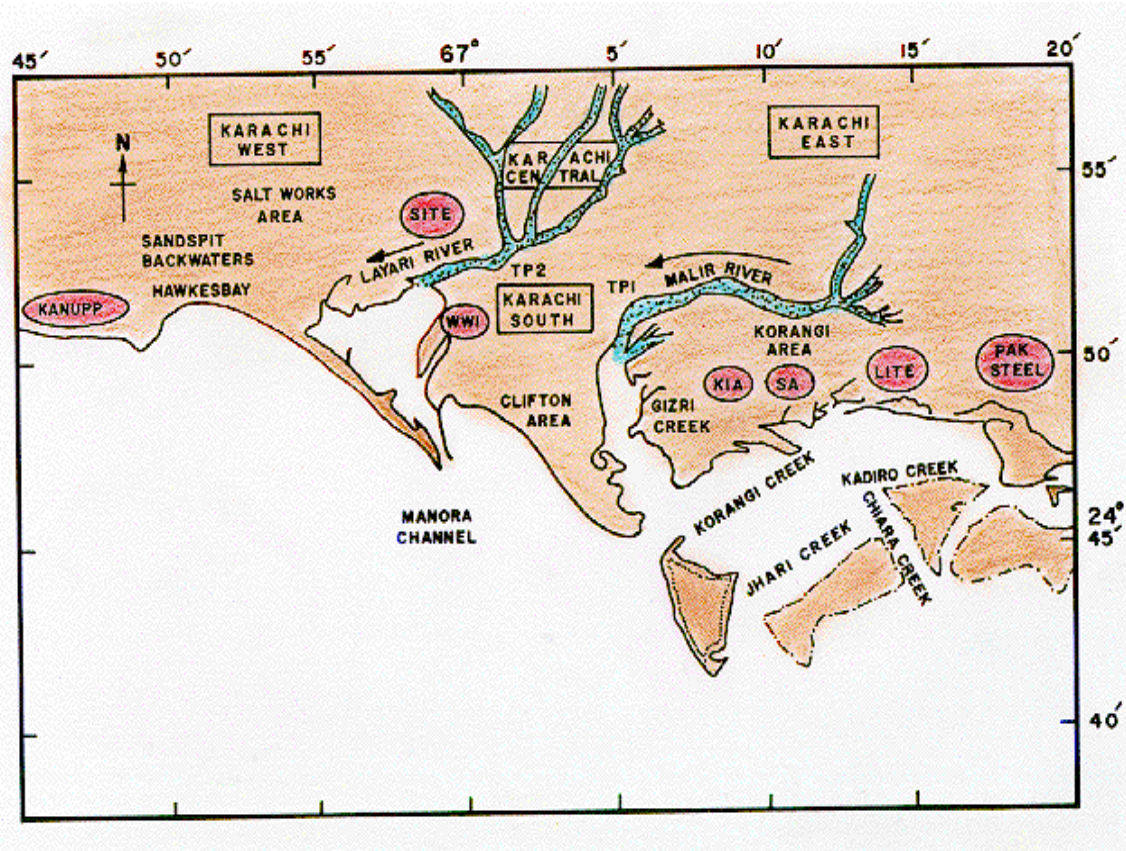 45′ 50′ 55′ 67° 5′ 10′ 15′ 20′
N
KARACHI
WEST
KARACHI
CENTRAL
KARACHI
EAST
55′
SALT WORKS
AREA
SITE
SANDSPIT
BACKWATERS
LAYARI RIVER
TP2
HAWKESBAY
KANUPP
WWI
KARACHI
SOUTH
TP1
MALIR RIVER
KORANGI
AREA
50′
PAK
STEEL
KIA
SA
LITE
CLIFTON
AREA
GIZRI
CREEK
KORANGI CREEK
KADIRO CREEK
CHIARA CREEK
JHARI CREEK
MANORA
CHANNEL
24°
45′
40′